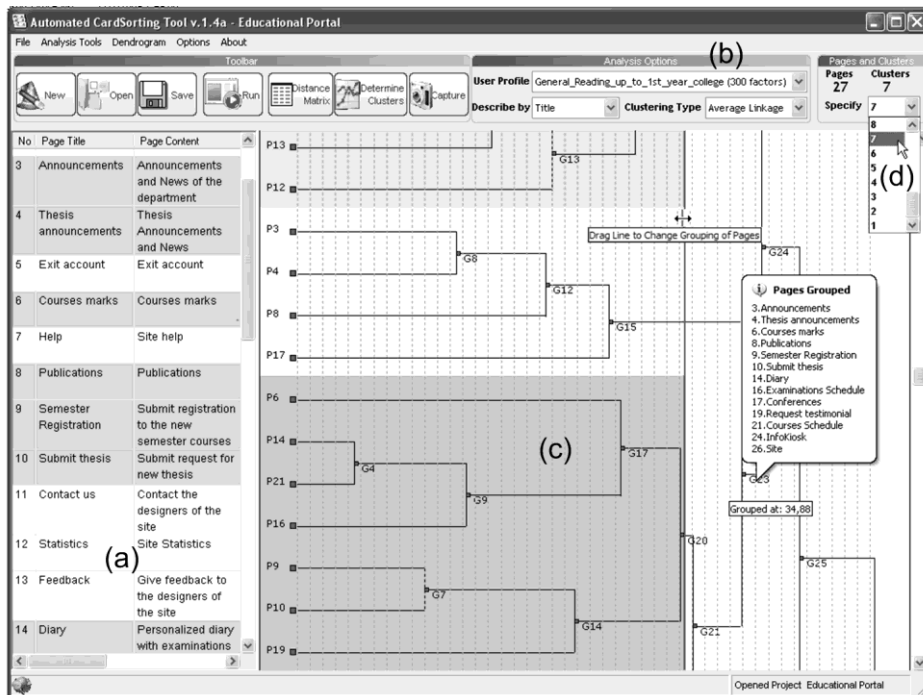 Automated CardSorting Tool v.1.4a - Educational Portal
File Analysis Tools Dendrogram Options About
Toolbar
New
Open
Save
Run
Distance Matrix
Determine Clusters
Capture
Analysis Options
(b)
User Profile General_Reading_up_to_1st_year_college (300 factors)
Describe by Title Clustering Type Average Linkage
Pages and Clusters
Pages Clusters
27 7
Specify 7
8
7
6
5
4
3
2
1
(d)
No Page Title Page Content
3 Announcements Announcements
and News of the
department
4 Thesis Thesis
announcements Announcements
and News
5 Exit account Exit account
6 Courses marks Courses marks
7 Help Site help
8 Publications Publications
9 Semester Submit registration
Registration to the new
semester courses
10 Submit thesis Submit request for
new thesis
11 Contact us Contact the
designers of the
site
12 Statistics Site Statistics
(a)
13 Feedback Give feedback to
the designers of
the site
14 Diary Personalized diary
with examinations
P13
G13
P12
P3
G8
P4
G12
P8
G15
P17
Drag Line to Change Grouping of Pages
G24
Pages Grouped
3.Announcements
4.Thesis announcements
6.Courses marks
8.Publications
9.Semester Registration
10.Submit thesis
14.Diary
16.Examinations Schedule
17.Conferences
19.Request testimonial
21.Courses Schedule
24.InfoKiosk
26.Site
G23
Grouped at: 34,88
P6
(c)
P14
G17
G4
P21
G9
P16
G20
P9
G25
G7
P10
G14
G21
P19
Opened Project Educational Portal